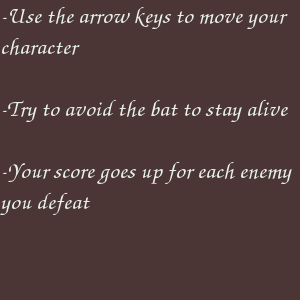 -Use the arrow keys to move your
character
-Try to avoid the bat to stay alive
-Your score goes up for each enemy
you defeat